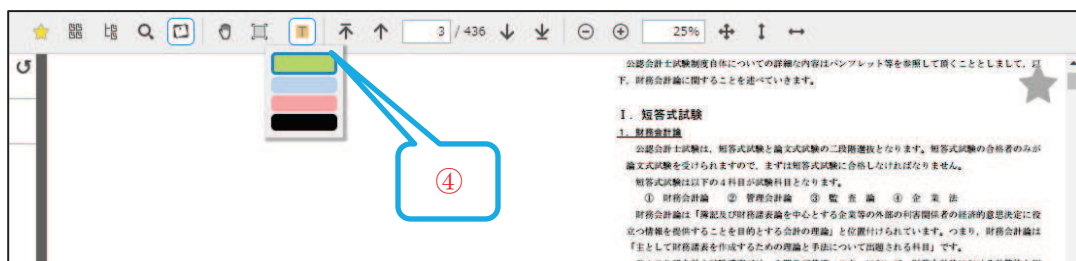 T 3 / 436 25%
④
公認会計士試験制度自体についての詳細な内容はパンフレット等を参照して頂くこととしまして、以
下、財務会計論に関することを述べていきます。
Ⅰ．短答式試験
1．財務会計論
公認会計士試験は、短答式試験と論文式試験の二段階選抜となります。短答式試験の合格者のみが
論文式試験を受けられますので、まずは短答式試験に合格しなければなりません。
短答式試験は以下の4科目が試験科目となります。
① 財務会計論 ② 管理会計論 ③ 監査論 ④ 企業法
財務会計論は「簿記及び財務諸表論を中心とする企業等の外部の利害関係者の経済的意思決定に役
立つ情報を提供することを目的とする会計の理論」と位置付けられています。つまり、財務会計論は
「主として財務諸表を作成するための理論と手法について出題される科目」です。